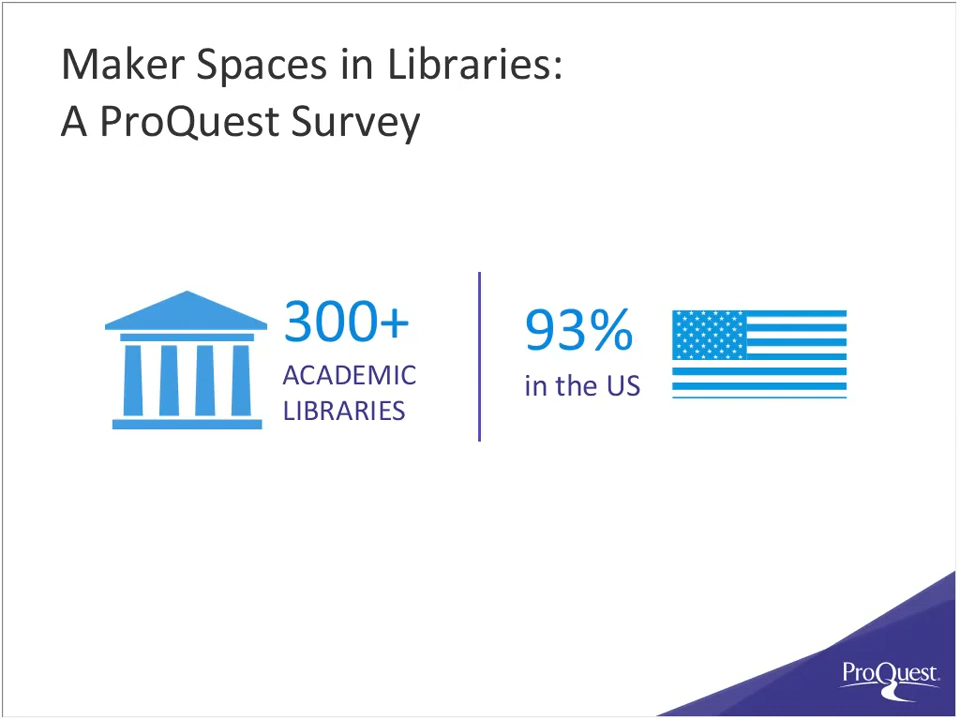 Maker Spaces in Libraries:
A ProQuest Survey
300+
ACADEMIC
LIBRARIES
93%
in the US
ProQuest.